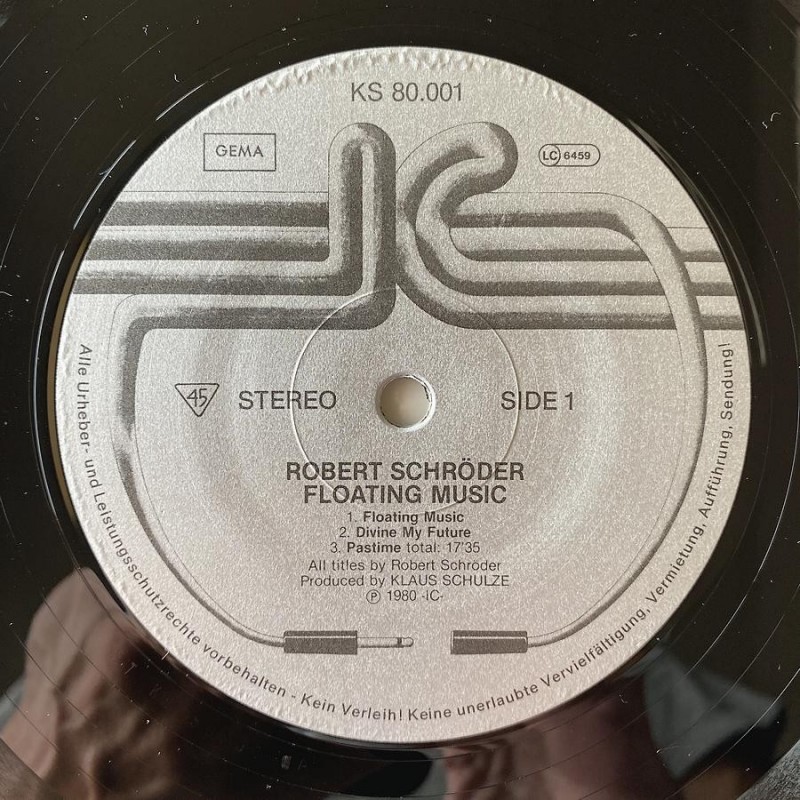 KS 80.001
GEMA
LC 6459
iC
45 STEREO
SIDE 1
ROBERT SCHRÖDER
FLOATING MUSIC
1. Floating Music
2. Divine My Future
3. Pastime total: 17'35
All titles by Robert Schröder
Produced by KLAUS SCHULZE
Ⓟ 1980 -iC-
Alle Urheber- und Leistungsschutzrechte vorbehalten - Kein Verleih! Keine unerlaubte Vervielfältigung, Vermietung, Aufführung, Sendung!